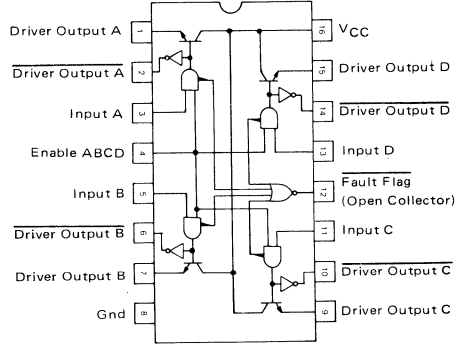 Driver Output A 1
Driver Output A 2
Input A 3
Enable ABCD 4
Input B 5
Driver Output B 6
Driver Output B 7
Gnd 8
16 VCC
15 Driver Output D
14 Driver Output D
13 Input D
12 Fault Flag
(Open Collector)
11 Input C
10 Driver Output C
9 Driver Output C